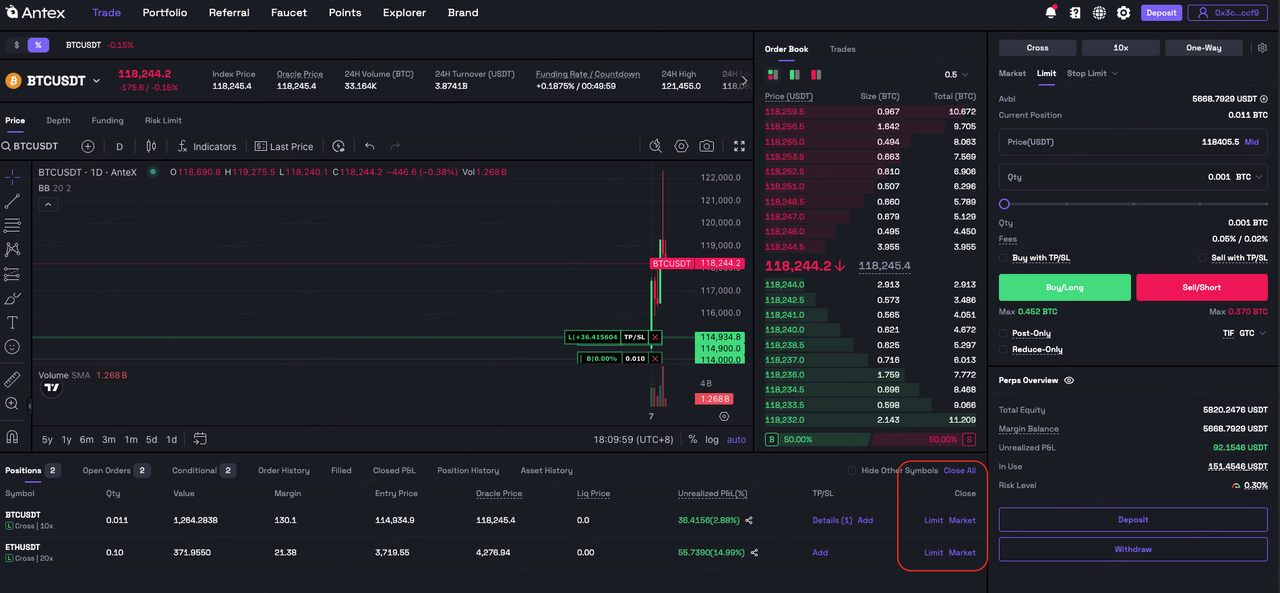 Antex Trade Portfolio Referral Faucet Points Explorer Brand Deposit 0x3c...ccf9
$ % BTCUSDT -0.15%
BTCUSDT 118,244.2 -175.6 / -0.15%
Index Price 118,245.4
Oracle Price 118,245.4
24H Volume (BTC) 33.164K
24H Turnover (USDT) 3.8741B
Funding Rate / Countdown +0.1875% / 00:49:59
24H High 121,455.0
Price Depth Funding Risk Limit
BTCUSDT D Indicators Last Price
BTCUSDT · 1D · AnteX O118,690.8 H119,275.5 L118,240.1 C118,244.2 -446.6 (-0.38%) Vol1.268B
BB 20 2
122,000.0
121,000.0
120,000.0
119,000.0
BTCUSDT 118,244.2
117,000.0
116,000.0
L|+36.415604 TP/SL 114,934.8
114,900.0
B|0.00% 0.010 114,000.0
Volume SMA 1.268B
4B
1.268B
7
5y 1y 6m 3m 1m 5d 1d 18:09:59 (UTC+8) % log auto
Order Book Trades
0.5
Price (USDT) Size (BTC) Total (BTC)
118,259.5 0.967 10.672
118,256.5 1.642 9.705
118,255.0 0.494 8.063
118,253.5 0.663 7.569
118,252.5 0.610 6.906
118,251.0 0.507 6.296
118,248.5 0.660 5.789
118,247.0 0.679 5.129
118,246.0 0.495 4.450
118,244.5 3.955 3.955
118,244.2↓ 118,245.4
118,244.0 2.913 2.913
118,242.5 0.573 3.486
118,241.0 0.565 4.051
118,240.0 0.621 4.672
118,238.5 0.625 5.297
118,237.0 0.716 6.013
118,236.0 1.759 7.772
118,234.5 0.696 8.468
118,233.5 0.598 9.066
118,232.0 2.143 11.209
B 50.00% 50.00% S
Cross 10x One-Way
Market Limit Stop Limit
Avbl 5668.7929 USDT
Current Position 0.011 BTC
Price(USDT) 118405.5 Mid
Qty 0.001 BTC
Qty 0.001 BTC
Fees 0.05% / 0.02%
Buy with TP/SL Sell with TP/SL
Buy/Long Sell/Short
Max 0.452 BTC Max 0.370 BTC
Post-Only TIF GTC
Reduce-Only
Perps Overview
Total Equity 5820.2476 USDT
Margin Balance 5668.7929 USDT
Unrealized P&L 92.1546 USDT
In Use 151.4546 USDT
Risk Level 0.30%
Deposit
Withdraw
Positions 2 Open Orders 2 Conditional 2 Order History Filled Closed P&L Position History Asset History Hide Other Symbols Close All
Symbol Qty Value Margin Entry Price Oracle Price Liq Price Unrealized P&L(%) TP/SL Close
BTCUSDT 0.011 1,264.2838 130.1 114,934.9 118,245.4 0.0 36.4156(2.88%) Details (1) Add Limit Market
L Cross | 10x
ETHUSDT 0.10 371.9550 21.38 3,719.55 4,276.94 0.00 55.7390(14.99%) Add Limit Market
L Cross | 20x